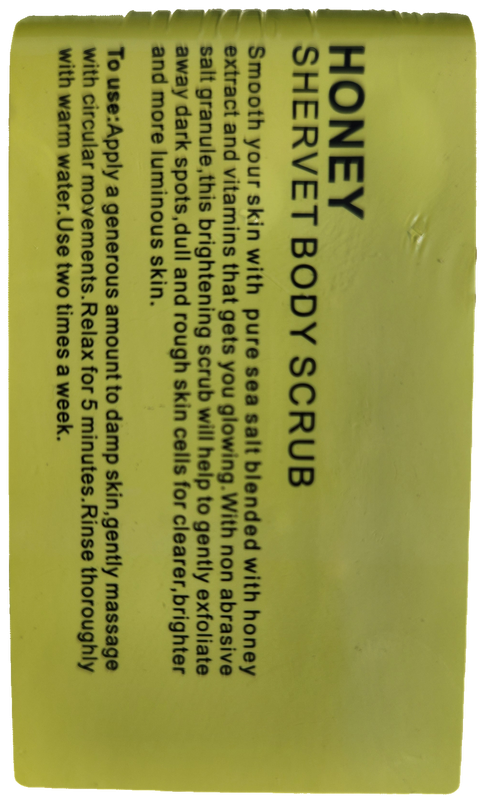 HONEY
SHERVET BODY SCRUB
Smooth your skin with pure sea salt blended with honey
extract and vitamins that gets you glowing.With non abrasive
salt granule,this brightening scrub will help to gently exfoliate
away dark spots,dull and rough skin cells for clearer,brighter
and more luminous skin.
To use:Apply a generous amount to damp skin,gently massage
with circular movements.Relax for 5 minutes.Rinse thoroughly
with warm water.Use two times a week.